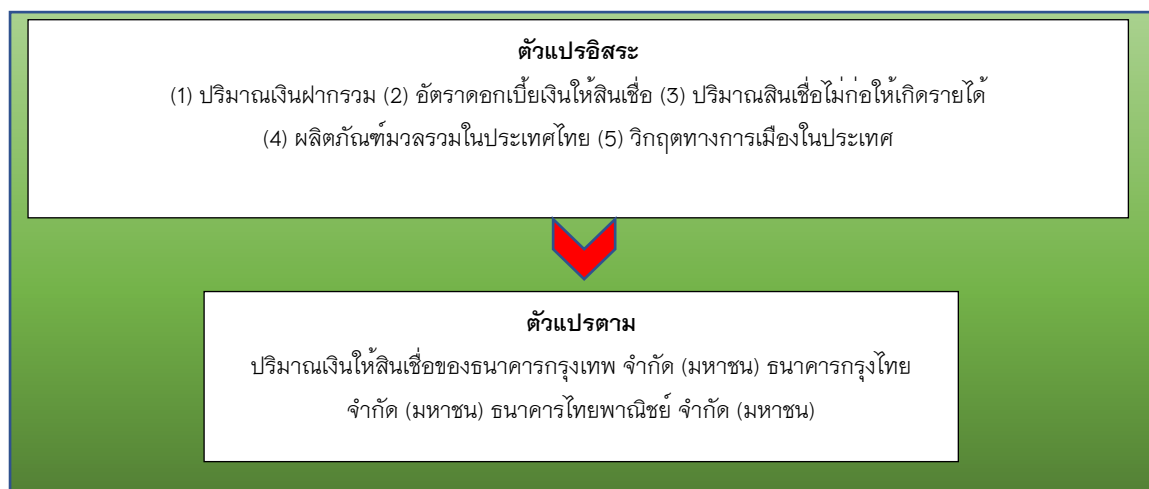 ตัวแปรอิสระ
(1) ปริมาณเงินฝากรวม (2) อัตราดอกเบี้ยเงินให้สินเชื่อ (3) ปริมาณสินเชื่อไม่ก่อให้เกิดรายได้
(4) ผลิตภัณฑ์มวลรวมในประเทศไทย (5) วิกฤตทางการเมืองในประเทศ
ตัวแปรตาม
ปริมาณเงินให้สินเชื่อของธนาคารกรุงเทพ จำกัด (มหาชน) ธนาคารกรุงไทย
จำกัด (มหาชน) ธนาคารไทยพาณิชย์ จำกัด (มหาชน)